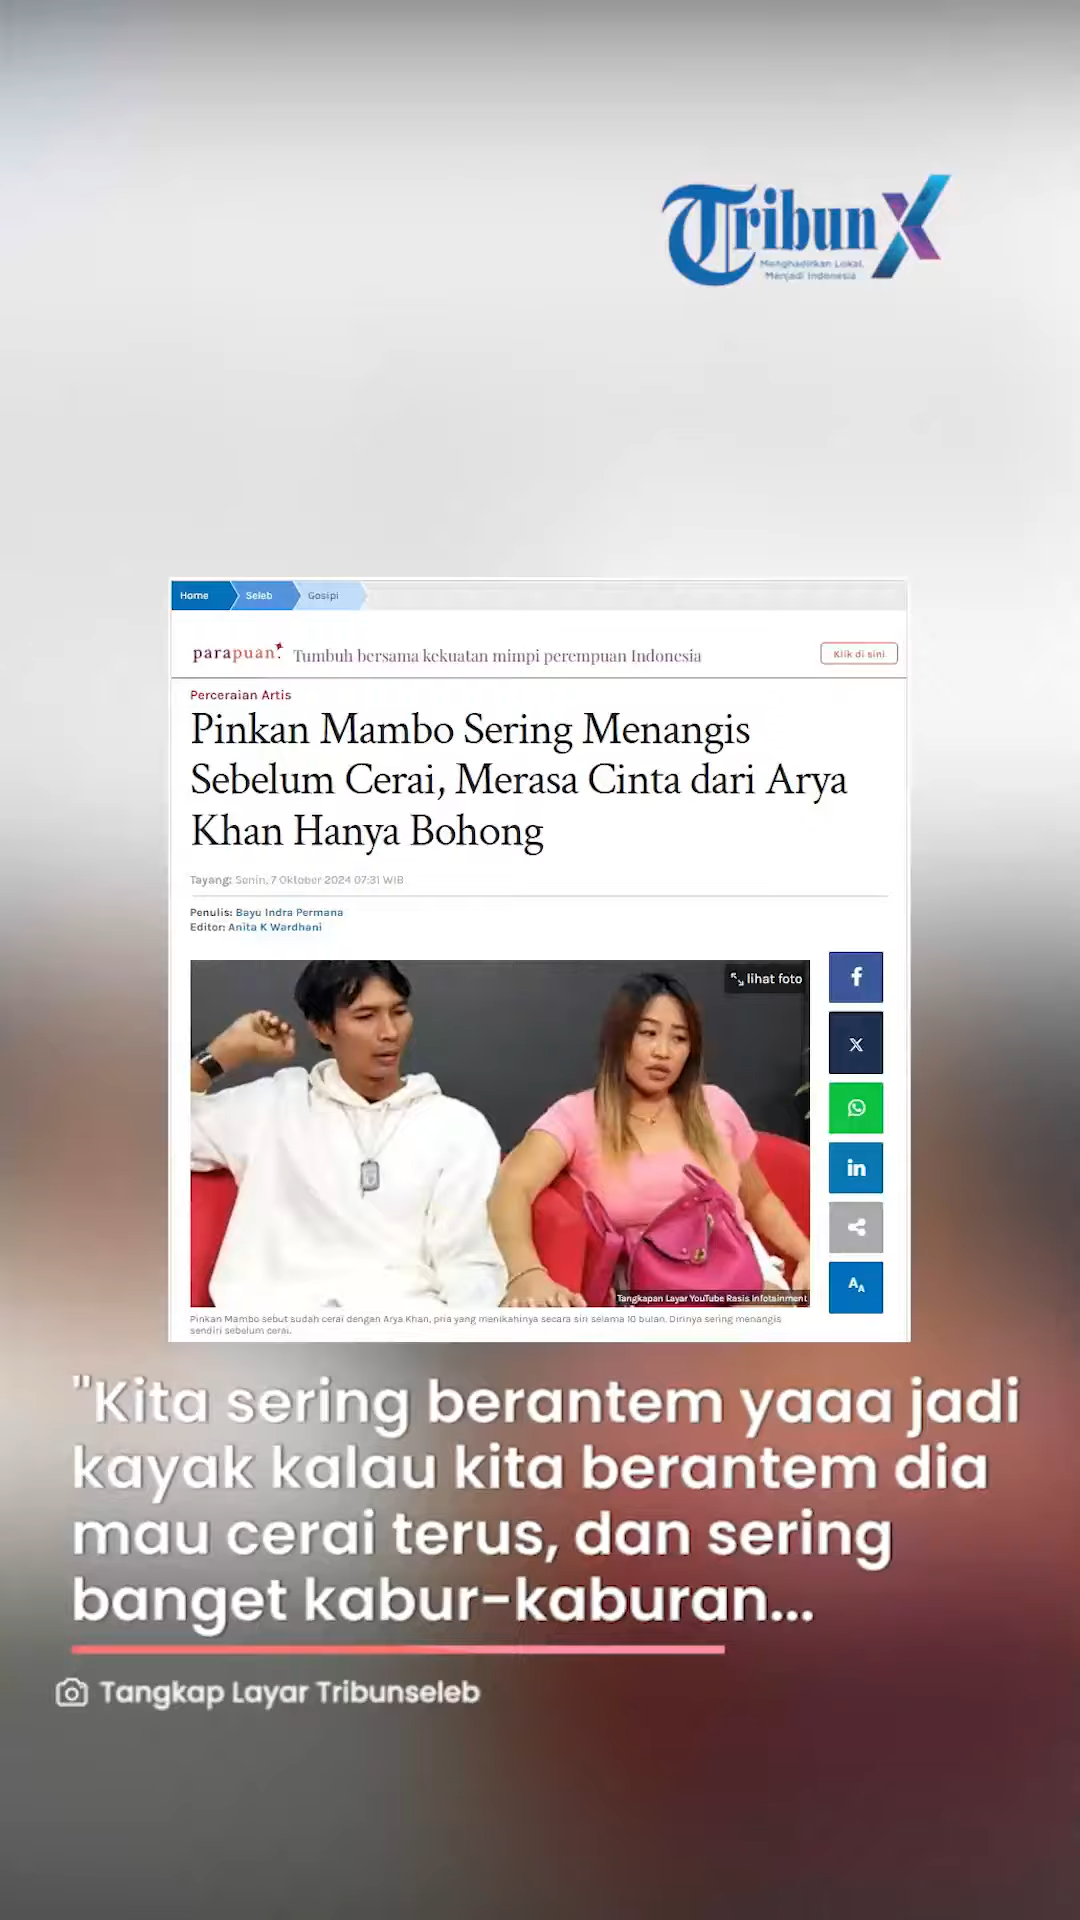 Tribun X
Menghadirkan Lokal,
Menjadi Indonesia
Home Seleb Gosipi
parapuan. Tumbuh bersama kekuatan mimpi perempuan Indonesia Klik di sini
Perceraian Artis
Pinkan Mambo Sering Menangis
Sebelum Cerai, Merasa Cinta dari Arya
Khan Hanya Bohong
Tayang: Senin, 7 Oktober 2024 07:31 WIB
Penulis: Bayu Indra Permana
Editor: Anita K Wardhani
lihat foto
Tangkapan Layar YouTube Rasis Infotainment
Pinkan Mambo sebut sudah cerai dengan Arya Khan, pria yang menikahinya secara siri selama 10 bulan. Dirinya sering menangis
sendiri sebelum cerai.
"Kita sering berantem yaaa jadi
kayak kalau kita berantem dia
mau cerai terus, dan sering
banget kabur-kaburan...
Tangkap Layar Tribunseleb